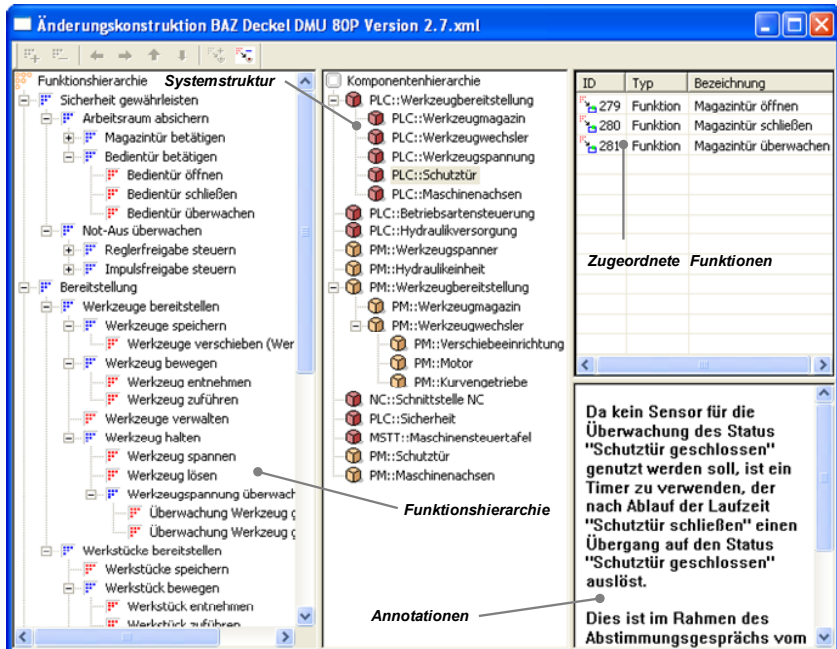 Änderungskonstruktion BAZ Deckel DMU 80P Version 2.7.xml
Funktionshierarchie
Sicherheit gewährleisten
Arbeitsraum absichern
Magazintür betätigen
Bedientür betätigen
Bedientür öffnen
Bedientür schließen
Bedientür überwachen
Not-Aus überwachen
Reglerfreigabe steuern
Impulsfreigabe steuern
Bereitstellung
Werkzeuge bereitstellen
Werkzeuge speichern
Werkzeuge verschieben (Wer
Werkzeug bewegen
Werkzeug entnehmen
Werkzeug zuführen
Werkzeuge verwalten
Werkzeug halten
Werkzeug spannen
Werkzeug lösen
Werkzeugspannung überwach
Überwachung Werkzeug g
Überwachung Werkzeug g
Werkstücke bereitstellen
Werkstücke speichern
Werkstück bewegen
Werkstück entnehmen
Werkstück zuführen
Systemstruktur
Komponentenhierarchie
PLC::Werkzeugbereitstellung
PLC::Werkzeugmagazin
PLC::Werkzeugwechsler
PLC::Werkzeugspannung
PLC::Schutztür
PLC::Maschinenachsen
PLC::Betriebsartensteuerung
PLC::Hydraulikversorgung
PM::Werkzeugspanner
PM::Hydraulikeinheit
PM::Werkzeugbereitstellung
PM::Werkzeugmagazin
PM::Werkzeugwechsler
PM::Verschiebeeinrichtung
PM::Motor
PM::Kurvengetriebe
NC::Schnittstelle NC
PLC::Sicherheit
MSTT::Maschinensteuertafel
PM::Schutztür
PM::Maschinenachsen
Funktionshierarchie
Annotationen
ID Typ Bezeichnung
279 Funktion Magazintür öffnen
280 Funktion Magazintür schließen
281 Funktion Magazintür überwachen
Zugeordnete Funktionen
Da kein Sensor für die
Überwachung des Status
"Schutztür geschlossen"
genutzt werden soll, ist ein
Timer zu verwenden, der
nach Ablauf der Laufzeit
"Schutztür schließen" einen
Übergang auf den Status
"Schutztür geschlossen"
auslöst.
Dies ist im Rahmen des
Abstimmungsgesprächs vom